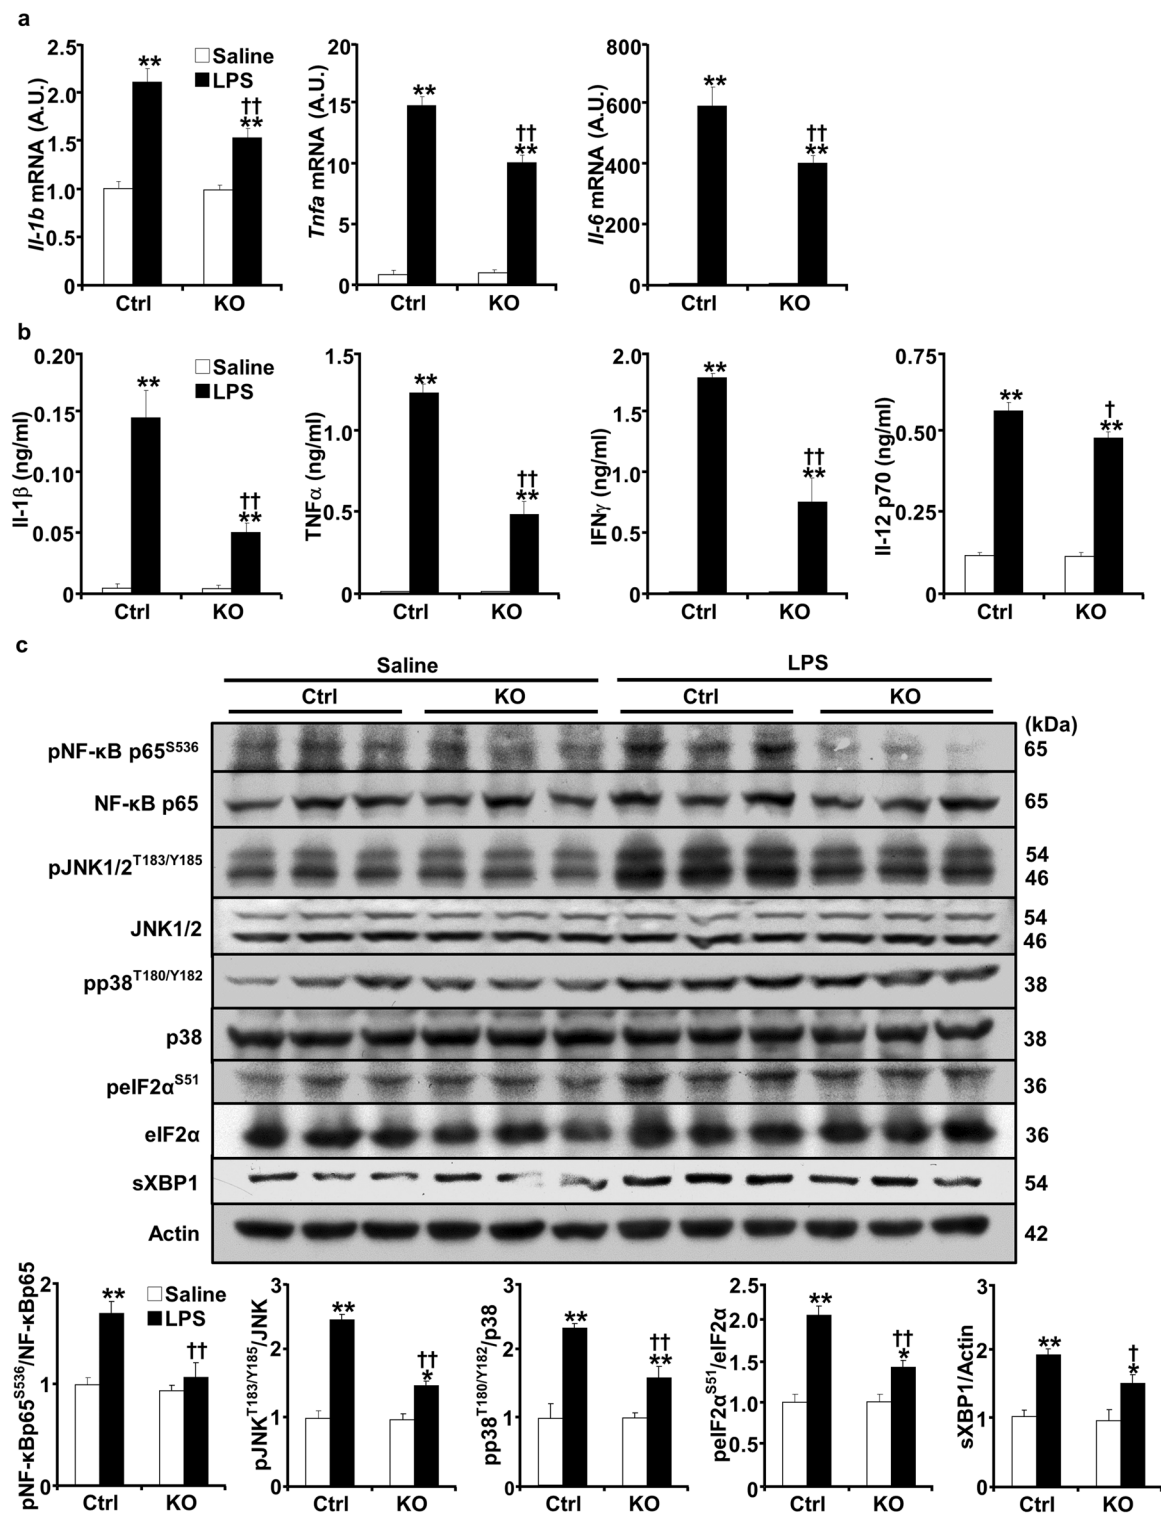 a
Il-1b mRNA (A.U.)
2.5
2.0
1.5
1.0
0.5
0
Saline
LPS
**
††
**
Ctrl
KO
Tnfa mRNA (A.U.)
20
15
10
5
0
**
††
**
Ctrl
KO
Il-6 mRNA (A.U.)
800
600
400
200
0
**
††
**
Ctrl
KO
b
Il-1β (ng/ml)
0.20
0.15
0.10
0.05
0
Saline
LPS
**
††
**
Ctrl
KO
TNFα (ng/ml)
1.5
1.0
0.5
0
**
††
**
Ctrl
KO
IFNγ (ng/ml)
2.0
1.5
1.0
0.5
0
**
††
**
Ctrl
KO
Il-12 p70 (ng/ml)
0.75
0.50
0.25
0
**
†
**
Ctrl
KO
c
Saline LPS
Ctrl KO Ctrl KO
(kDa)
pNF-κB p65S536 65
NF-κB p65 65
pJNK1/2T183/Y185 54
46
JNK1/2 54
46
pp38T180/Y182 38
p38 38
peIF2αS51 36
eIF2α 36
sXBP1 54
Actin 42
pNF-κBp65S536/NF-κBp65
2
1
0
Saline
LPS
**
††
Ctrl
KO
pJNKT183/Y185/JNK
3
2
1
0
**
††
*
Ctrl
KO
pp38T180/Y182/p38
3
2
1
0
**
††
**
Ctrl
KO
peIF2αS51/eIF2α
2.5
2.0
1.5
1.0
0.5
0
**
††
*
Ctrl
KO
sXBP1/Actin
3
2
1
0
**
†
*
Ctrl
KO